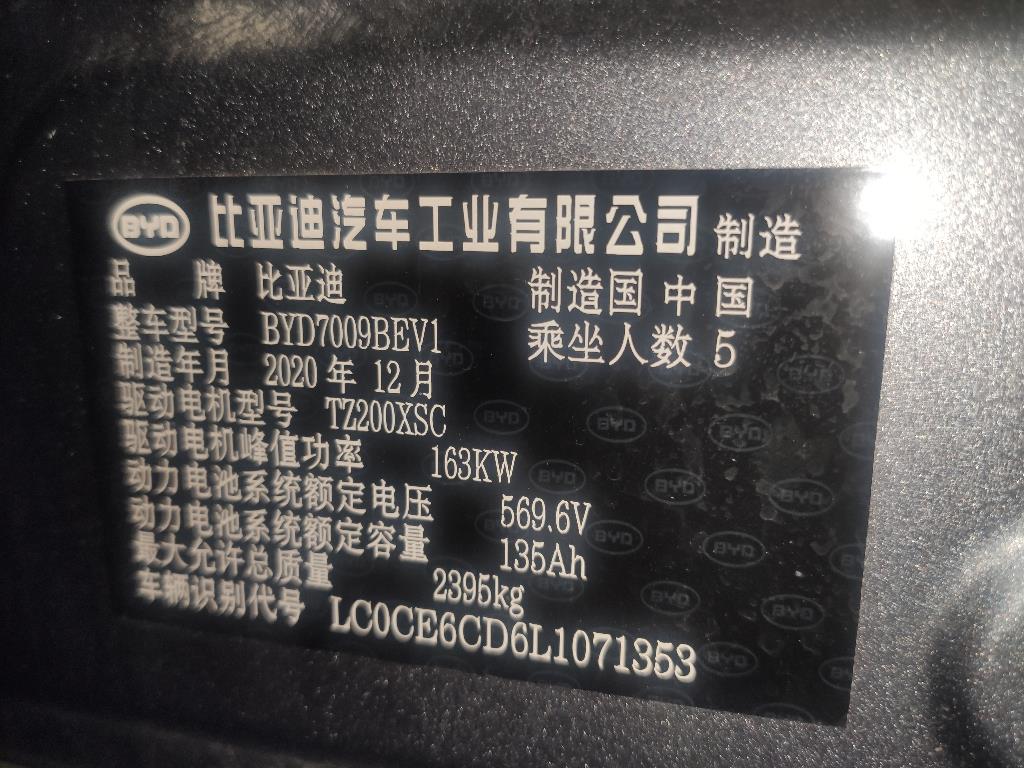 BYD 比亚迪汽车工业有限公司 制造
品 牌 比亚迪 制造国 中国
整车型号 BYD7009BEV1 乘坐人数 5
制造年月 2020 年 12 月
驱动电机型号 TZ200XSC
驱动电机峰值功率 163KW
动力电池系统额定电压 569.6V
动力电池系统额定容量 135Ah
最大允许总质量 2395kg
车辆识别代号 LC0CE6CD6L1071353